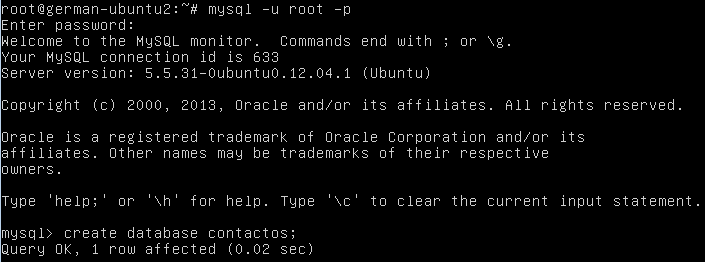 root@german-ubuntu2:~# mysql -u root -p
Enter password:
Welcome to the MySQL monitor.  Commands end with ; or \g.
Your MySQL connection id is 633
Server version: 5.5.31-0ubuntu0.12.04.1 (Ubuntu)
Copyright (c) 2000, 2013, Oracle and/or its affiliates. All rights reserved.
Oracle is a registered trademark of Oracle Corporation and/or its
affiliates. Other names may be trademarks of their respective
owners.
Type 'help;' or '\h' for help. Type '\c' to clear the current input statement.
mysql> create database contactos;
Query OK, 1 row affected (0.02 sec)